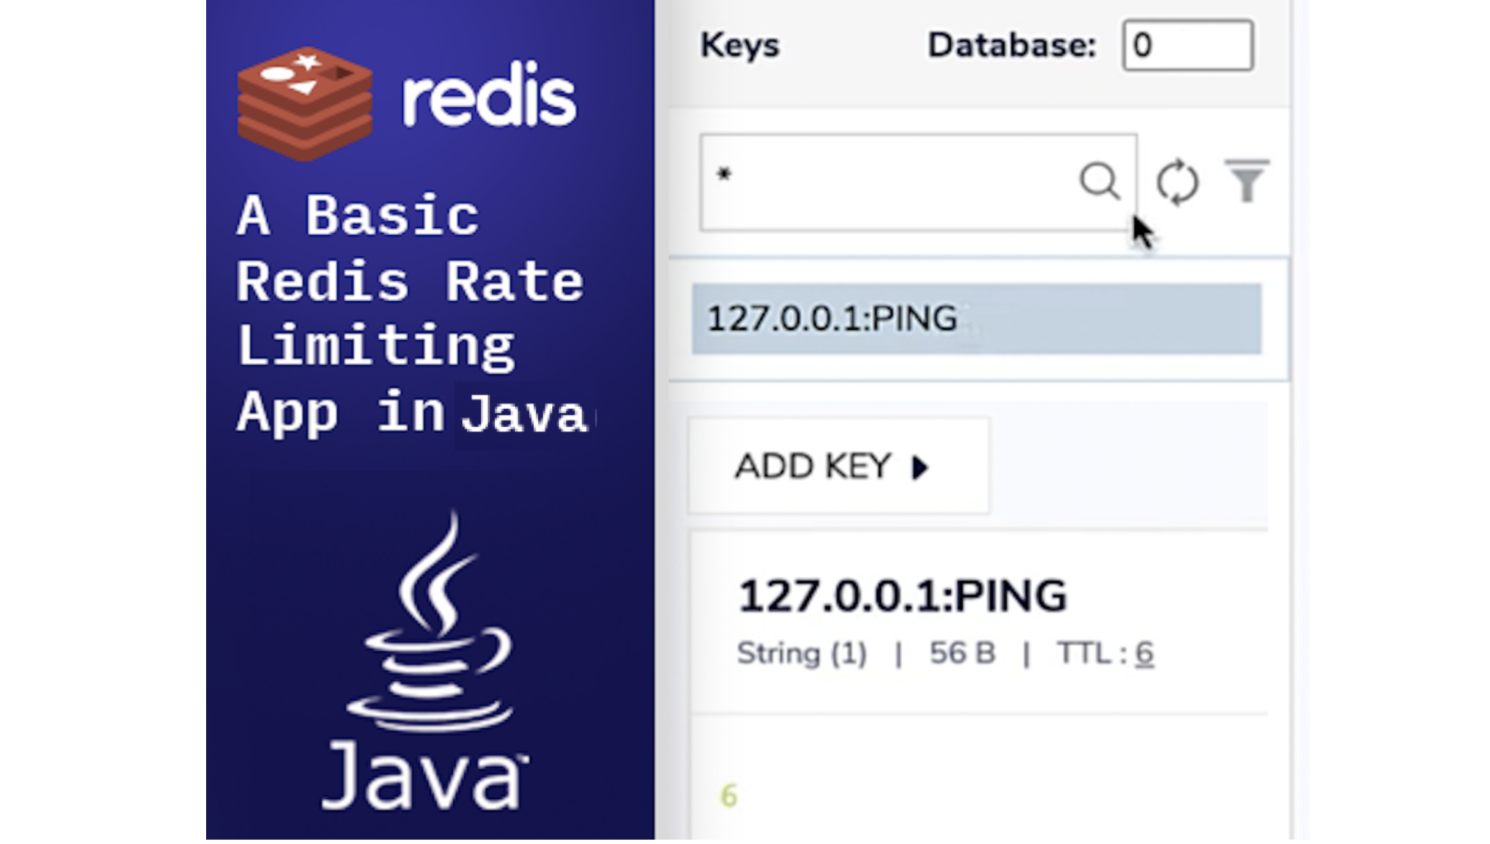 redis
A Basic
Redis Rate
Limiting
App in Java
Java™
Keys Database: 0
*
127.0.0.1:PING
ADD KEY
127.0.0.1:PING
String (1) | 56 B | TTL : 6
6